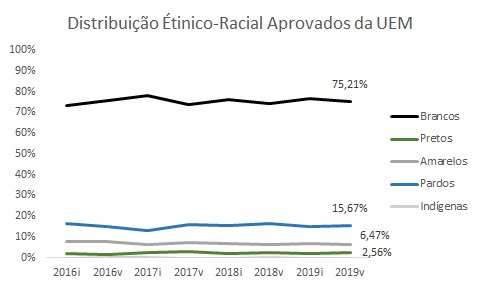 Distribuição Étinico-Racial Aprovados da UEM
100%
90%
80%
70%
60%
50%
40%
30%
20%
10%
0%
75,21%
15,67%
6,47%
2,56%
2016i 2016v 2017i 2017v 2018i 2018v 2019i 2019v
Brancos
Pretos
Amarelos
Pardos
Indígenas